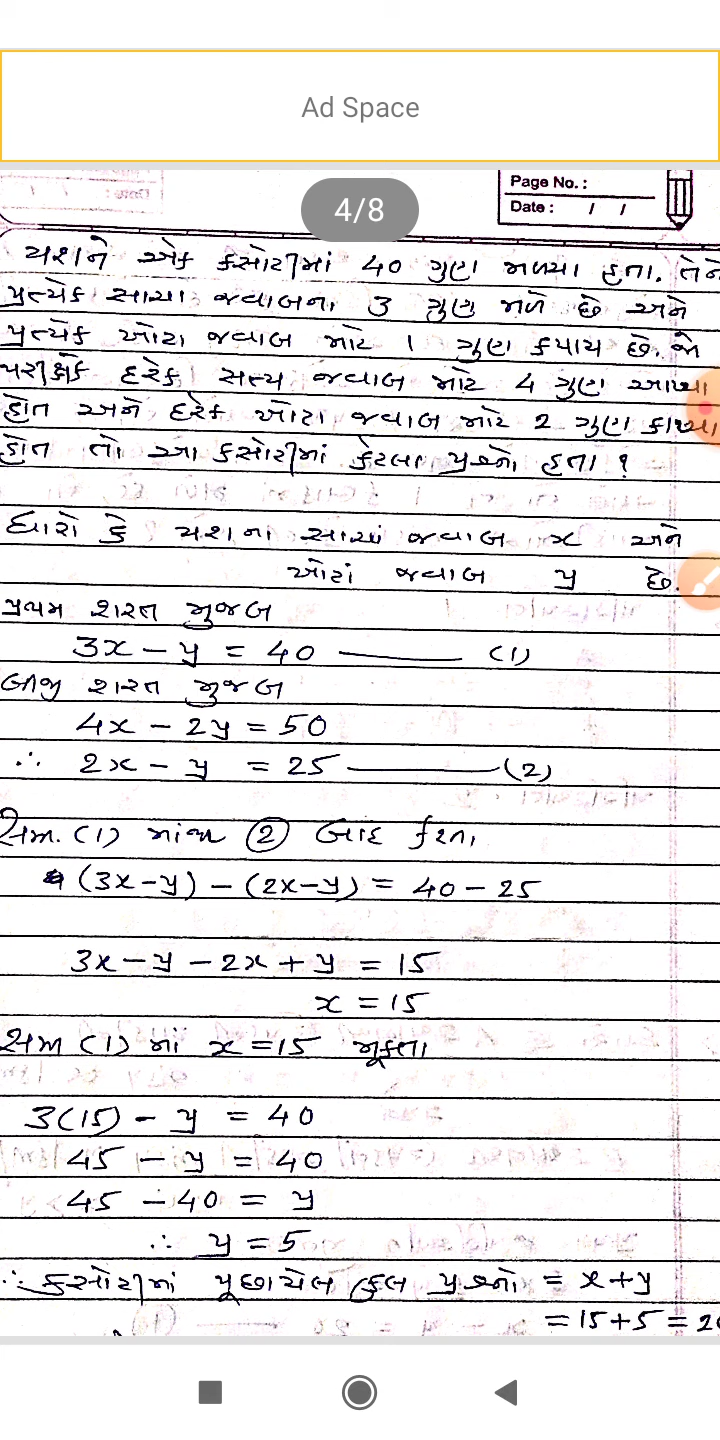 Ad Space
Page No. :
4/8
Date : / /
યશને એક કસોટીમાં 40 ગુણ મળ્યા હતા. તેને
પ્રત્યેક સાચા જવાબના 3 ગુણ મળે છે અને
પ્રત્યેક ખોટા જવાબ માટે 1 ગુણ કપાય છે. જો
પરીક્ષકે દરેક સત્ય જવાબ માટે 4 ગુણ આપ્યા
હોત અને દરેક ખોટા જવાબ માટે 2 ગુણ કાપ્યા
હોત તો આ કસોટીમાં કેટલા પ્રશ્નો હતા ?
ધારો કે યશના સાચાં જવાબ x અને
ખોટાં જવાબ y છે.
પ્રથમ શરત મુજબ
3x - y = 40 ——— (1)
બીજી શરત મુજબ
4x - 2y = 50
∴ 2x - y = 25 ——— (2)
સમ. (1) માંથી ② બાદ કરતા
(3x-y) - (2x-y) = 40 - 25
3x - y - 2x + y = 15
x = 15
સમ (1) માં x = 15 મૂકતા
3(15) - y = 40
45 - y = 40
45 - 40 = y
∴ y = 5
∴ કસોટીમાં પૂછાયેલ કુલ પ્રશ્નો = x+y
= 15 + 5 = 20